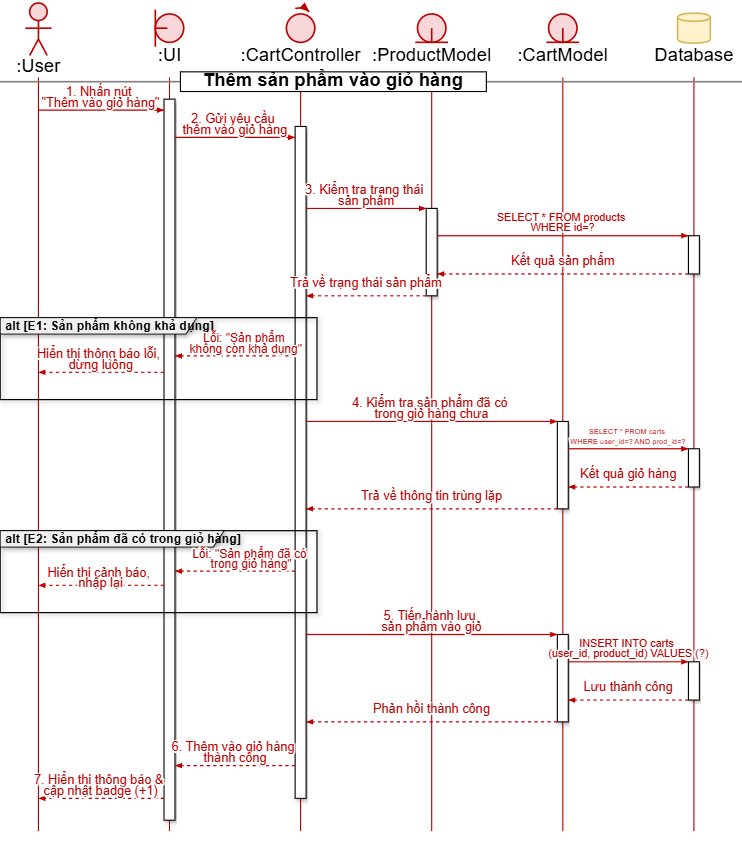 :User
:UI
:CartController
:ProductModel
:CartModel
Database
Thêm sản phẩm vào giỏ hàng
1. Nhấn nút
"Thêm vào giỏ hàng"
2. Gửi yêu cầu
thêm vào giỏ hàng
3. Kiểm tra trạng thái
sản phẩm
SELECT * FROM products
WHERE id=?
Kết quả sản phẩm
Trả về trạng thái sản phẩm
alt [E1: Sản phẩm không khả dụng]
Lỗi: "Sản phẩm
không còn khả dụng"
Hiển thị thông báo lỗi,
dừng luồng
4. Kiểm tra sản phẩm đã có
trong giỏ hàng chưa
SELECT * FROM carts
WHERE user_id=? AND prod_id=?
Kết quả giỏ hàng
Trả về thông tin trùng lặp
alt [E2: Sản phẩm đã có trong giỏ hàng]
Lỗi: "Sản phẩm đã có
trong giỏ hàng"
Hiển thị cảnh báo,
nhập lại
5. Tiến hành lưu
sản phẩm vào giỏ
INSERT INTO carts
(user_id, product_id) VALUES (?)
Lưu thành công
Phản hồi thành công
6. Thêm vào giỏ hàng
thành công
7. Hiển thị thông báo &
cập nhật badge (+1)